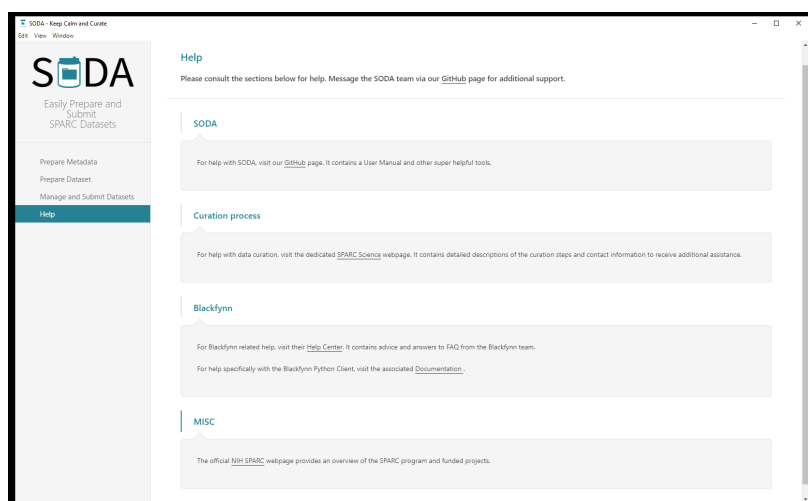 SODA - Keep Calm and Curate
Edit View Window
SODA
Easily Prepare and
Submit
SPARC Datasets
Prepare Metadata
Prepare Dataset
Manage and Submit Datasets
Help
Help
Please consult the sections below for help. Message the SODA team via our GitHub page for additional support.
SODA
For help with SODA, visit our GitHub page. It contains a User Manual and other super helpful tools.
Curation process
For help with data curation, visit the dedicated SPARC Science webpage. It contains detailed descriptions of the curation steps and contact information to receive additional assistance.
Blackfynn
For Blackfynn related help, visit their Help Center. It contains advice and answers to FAQ from the Blackfynn team.
For help specifically with the Blackfynn Python Client, visit the associated Documentation .
MISC
The official NIH SPARC webpage provides an overview of the SPARC program and funded projects.